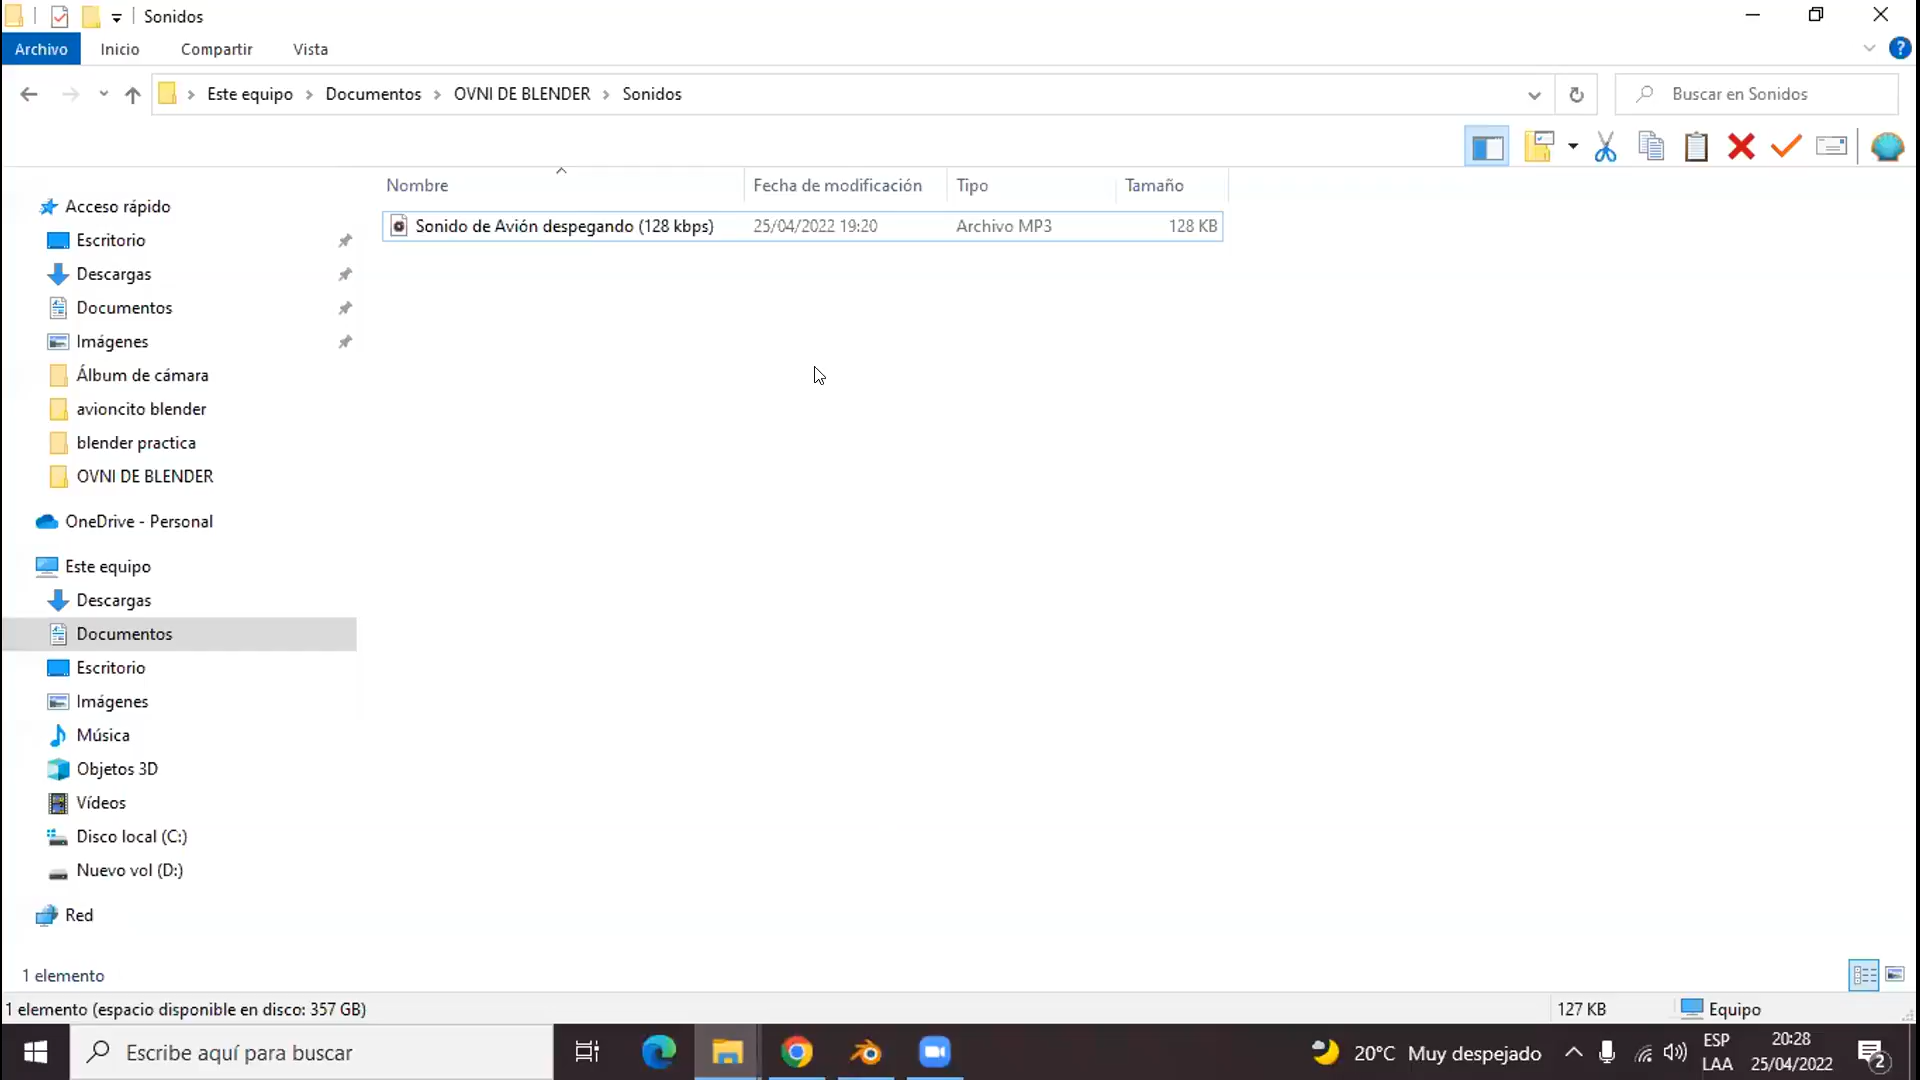 Sonidos
Archivo Inicio Compartir Vista
Este equipo Documentos OVNI DE BLENDER Sonidos
Buscar en Sonidos
Nombre Fecha de modificación Tipo Tamaño
Sonido de Avión despegando (128 kbps) 25/04/2022 19:20 Archivo MP3 128 KB
Acceso rápido
Escritorio
Descargas
Documentos
Imágenes
Álbum de cámara
avioncito blender
blender practica
OVNI DE BLENDER
OneDrive - Personal
Este equipo
Descargas
Documentos
Escritorio
Imágenes
Música
Objetos 3D
Vídeos
Disco local (C:)
Nuevo vol (D:)
Red
1 elemento
1 elemento (espacio disponible en disco: 357 GB) 127 KB Equipo
Escribe aquí para buscar
20°C Muy despejado
ESP
LAA
20:28
25/04/2022
2